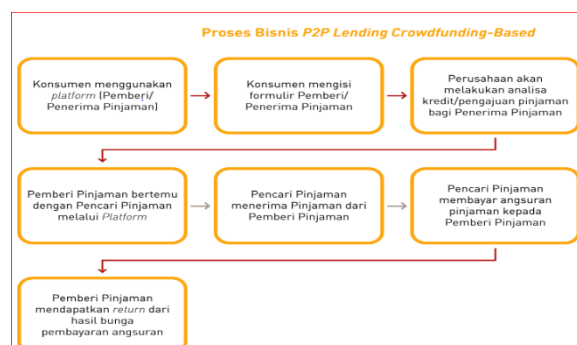 Proses Bisnis P2P Lending Crowdfunding-Based
Konsumen menggunakan
platform (Pemberi/
Penerima Pinjaman)
Konsumen mengisi
formulir Pemberi/
Penerima Pinjaman
Perusahaan akan
melakukan analisa
kredit/pengajuan pinjaman
bagi Penerima Pinjaman
Pemberi Pinjaman bertemu
dengan Pencari Pinjaman
melalui Platform
Pencari Pinjaman
menerima Pinjaman dari
Pemberi Pinjaman
Pencari Pinjaman
membayar angsuran
pinjaman kepada
Pemberi Pinjaman
Pemberi Pinjaman
mendapatkan return dari
hasil bunga
pembayaran angsuran